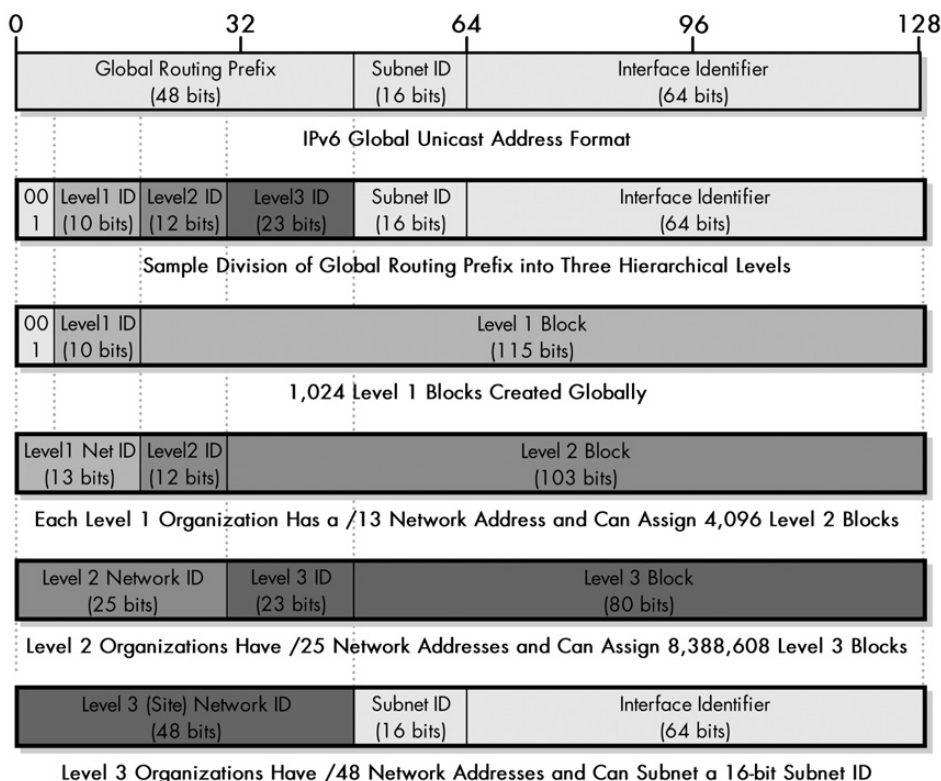 0 32 64 96 128
Global Routing Prefix Subnet ID Interface Identifier
(48 bits) (16 bits) (64 bits)
IPv6 Global Unicast Address Format
00 Level1 ID Level2 ID Level3 ID Subnet ID Interface Identifier
1 (10 bits) (12 bits) (23 bits) (16 bits) (64 bits)
Sample Division of Global Routing Prefix into Three Hierarchical Levels
00 Level1 ID Level 1 Block
1 (10 bits) (115 bits)
1,024 Level 1 Blocks Created Globally
Level1 Net ID Level2 ID Level 2 Block
(13 bits) (12 bits) (103 bits)
Each Level 1 Organization Has a /13 Network Address and Can Assign 4,096 Level 2 Blocks
Level 2 Network ID Level 3 ID Level 3 Block
(25 bits) (23 bits) (80 bits)
Level 2 Organizations Have /25 Network Addresses and Can Assign 8,388,608 Level 3 Blocks
Level 3 (Site) Network ID Subnet ID Interface Identifier
(48 bits) (16 bits) (64 bits)
Level 3 Organizations Have /48 Network Addresses and Can Subnet a 16-bit Subnet ID